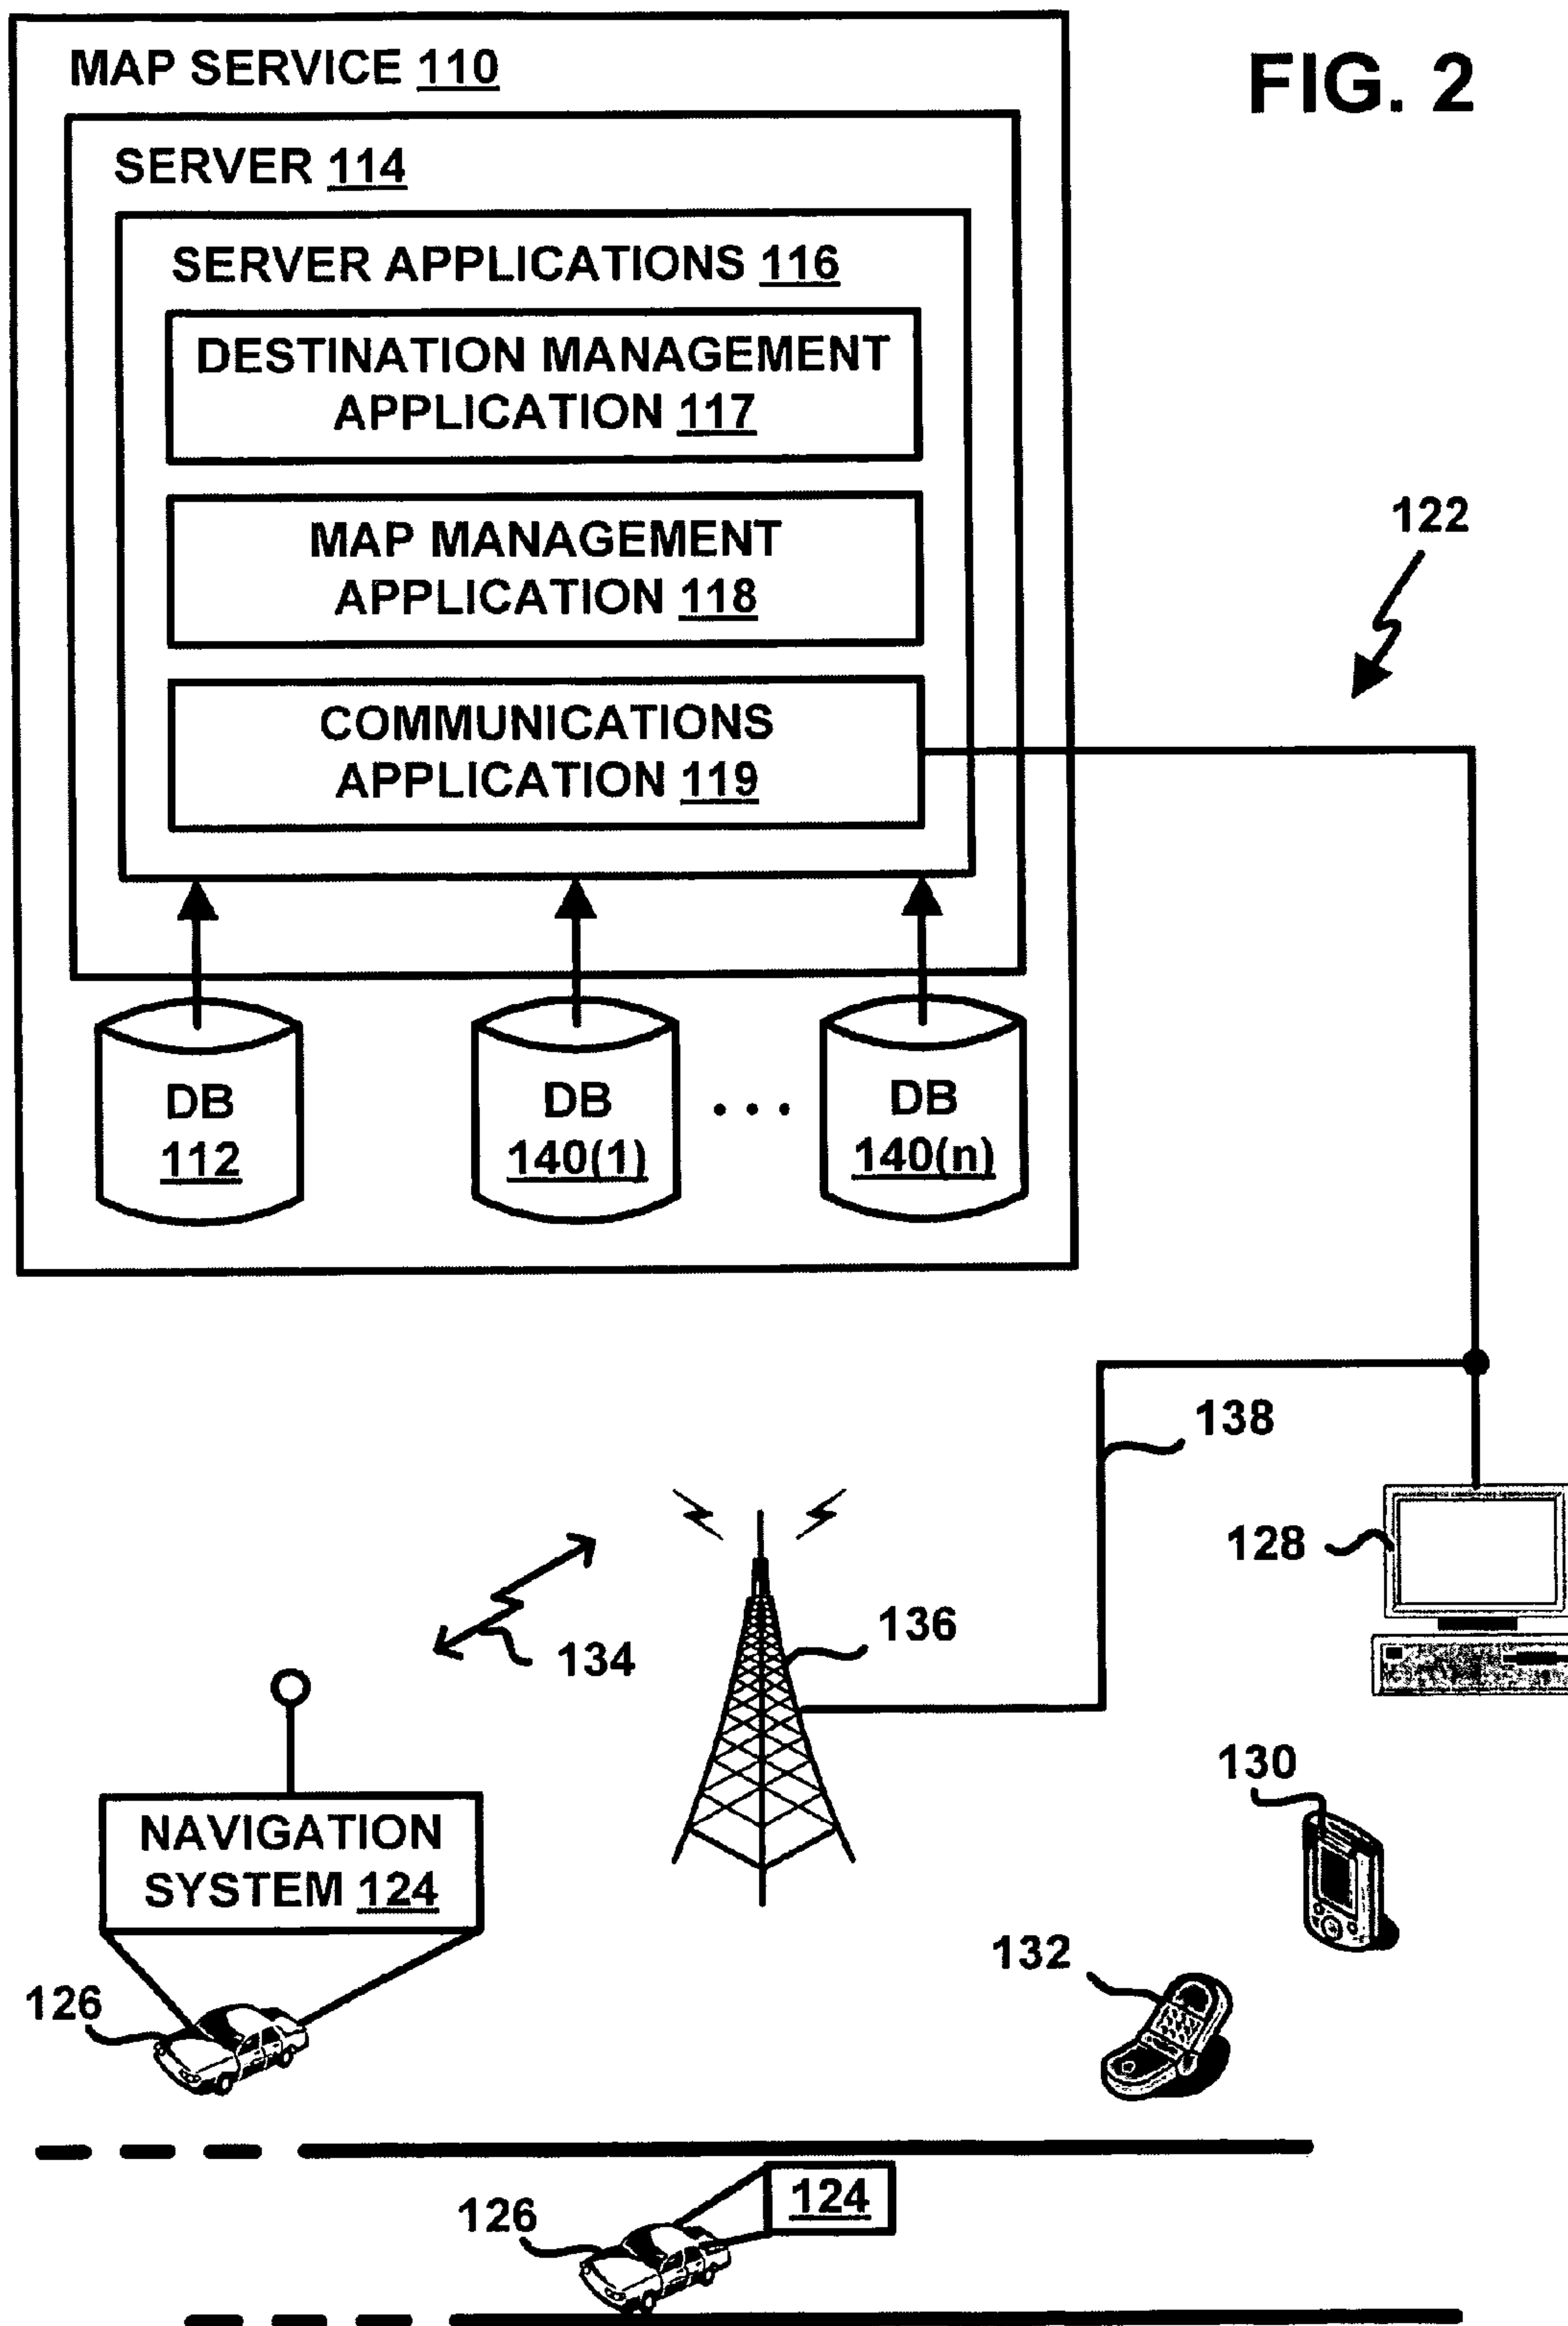 FIG. 2
MAP SERVICE 110
SERVER 114
SERVER APPLICATIONS 116
DESTINATION MANAGEMENT
APPLICATION 117
MAP MANAGEMENT
APPLICATION 118
COMMUNICATIONS
APPLICATION 119
122
DB
112
DB
140(1)
...
DB
140(n)
138
128
136
134
130
NAVIGATION
SYSTEM 124
132
126
124
126